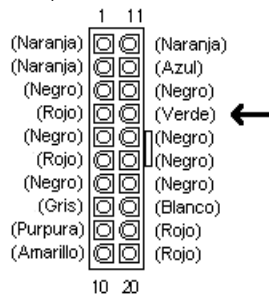 1 11
(Naranja) (Naranja)
(Naranja) (Azul)
(Negro) (Negro)
(Rojo) (Verde)
(Negro) (Negro)
(Rojo) (Negro)
(Negro) (Negro)
(Gris) (Blanco)
(Purpura) (Rojo)
(Amarillo) (Rojo)
10 20